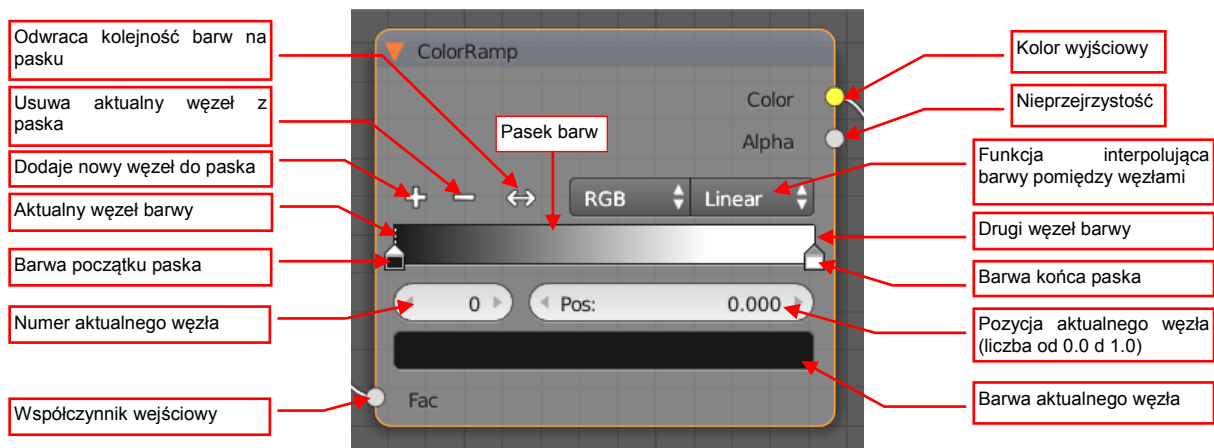 Odwraca kolejność barw na
pasku
Usuwa aktualny węzeł z
paska
Dodaje nowy węzeł do paska
Aktualny węzeł barwy
Barwa początku paska
Numer aktualnego węzła
Współczynnik wejściowy
ColorRamp
Color
Alpha
Pasek barw
RGB
Linear
0
Pos:
0.000
Fac
Kolor wyjściowy
Nieprzejrzystość
Funkcja interpolująca
barwy pomiędzy węzłami
Drugi węzeł barwy
Barwa końca paska
Pozycja aktualnego węzła
(liczba od 0.0 d 1.0)
Barwa aktualnego węzła